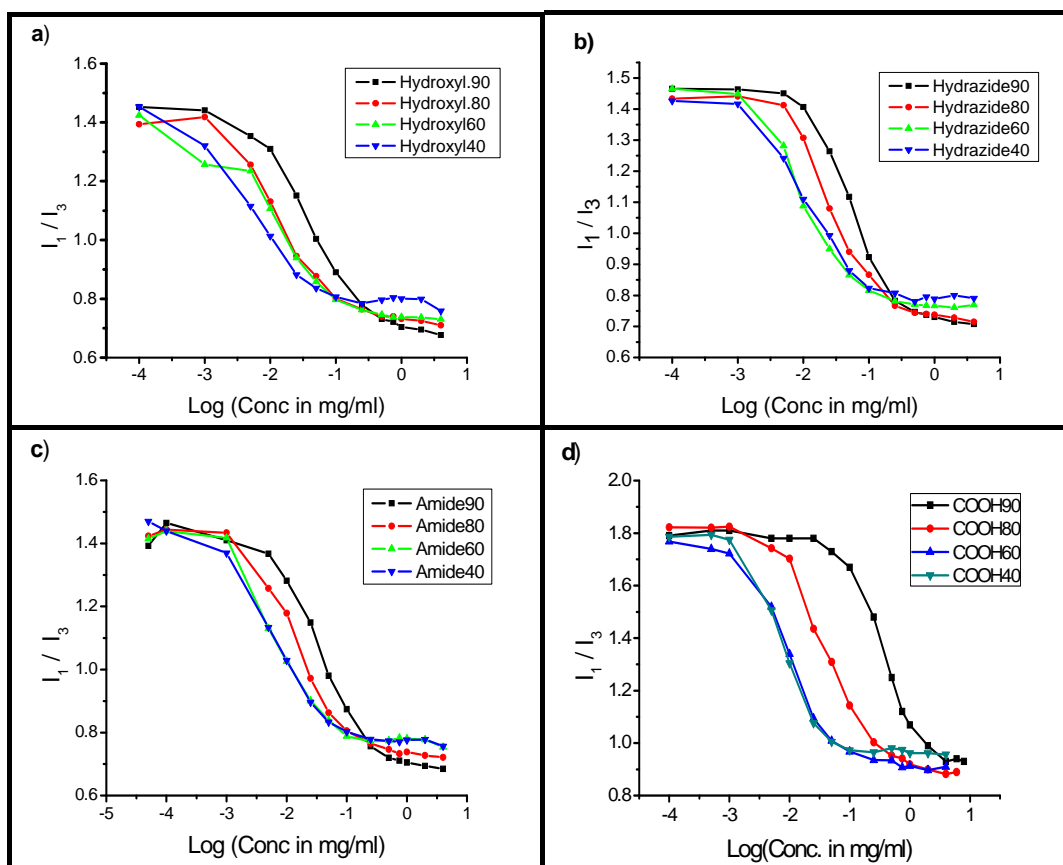 a)
Hydroxyl.90
Hydroxyl.80
Hydroxyl60
Hydroxyl40
1.6
1.4
1.2
1.0
0.8
0.6
I1 / I3
-4 -3 -2 -1 0 1
Log (Conc in mg/ml)
b)
Hydrazide90
Hydrazide80
Hydrazide60
Hydrazide40
1.5
1.4
1.3
1.2
1.1
1.0
0.9
0.8
0.7
0.6
I1 / I3
-4 -3 -2 -1 0 1
Log (Conc in mg/ml)
c)
Amide90
Amide80
Amide60
Amide40
1.6
1.4
1.2
1.0
0.8
0.6
I1 / I3
-5 -4 -3 -2 -1 0 1
Log (Conc in mg/ml)
d)
COOH90
COOH80
COOH60
COOH40
2.0
1.8
1.6
1.4
1.2
1.0
0.8
I1 / I3
-4 -3 -2 -1 0 1
Log(Conc. in mg/ml)